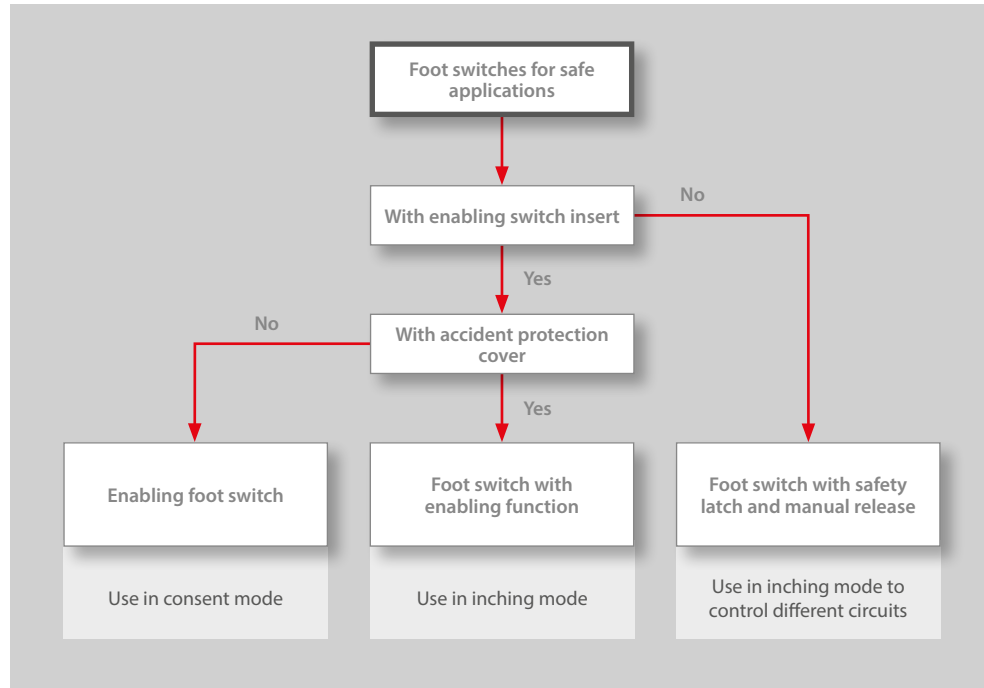 Foot switches for safe
applications
With enabling switch insert
No
Yes
With accident protection
cover
No
Yes
Enabling foot switch
Foot switch with
enabling function
Foot switch with safety
latch and manual release
Use in consent mode
Use in inching mode
Use in inching mode to
control different circuits